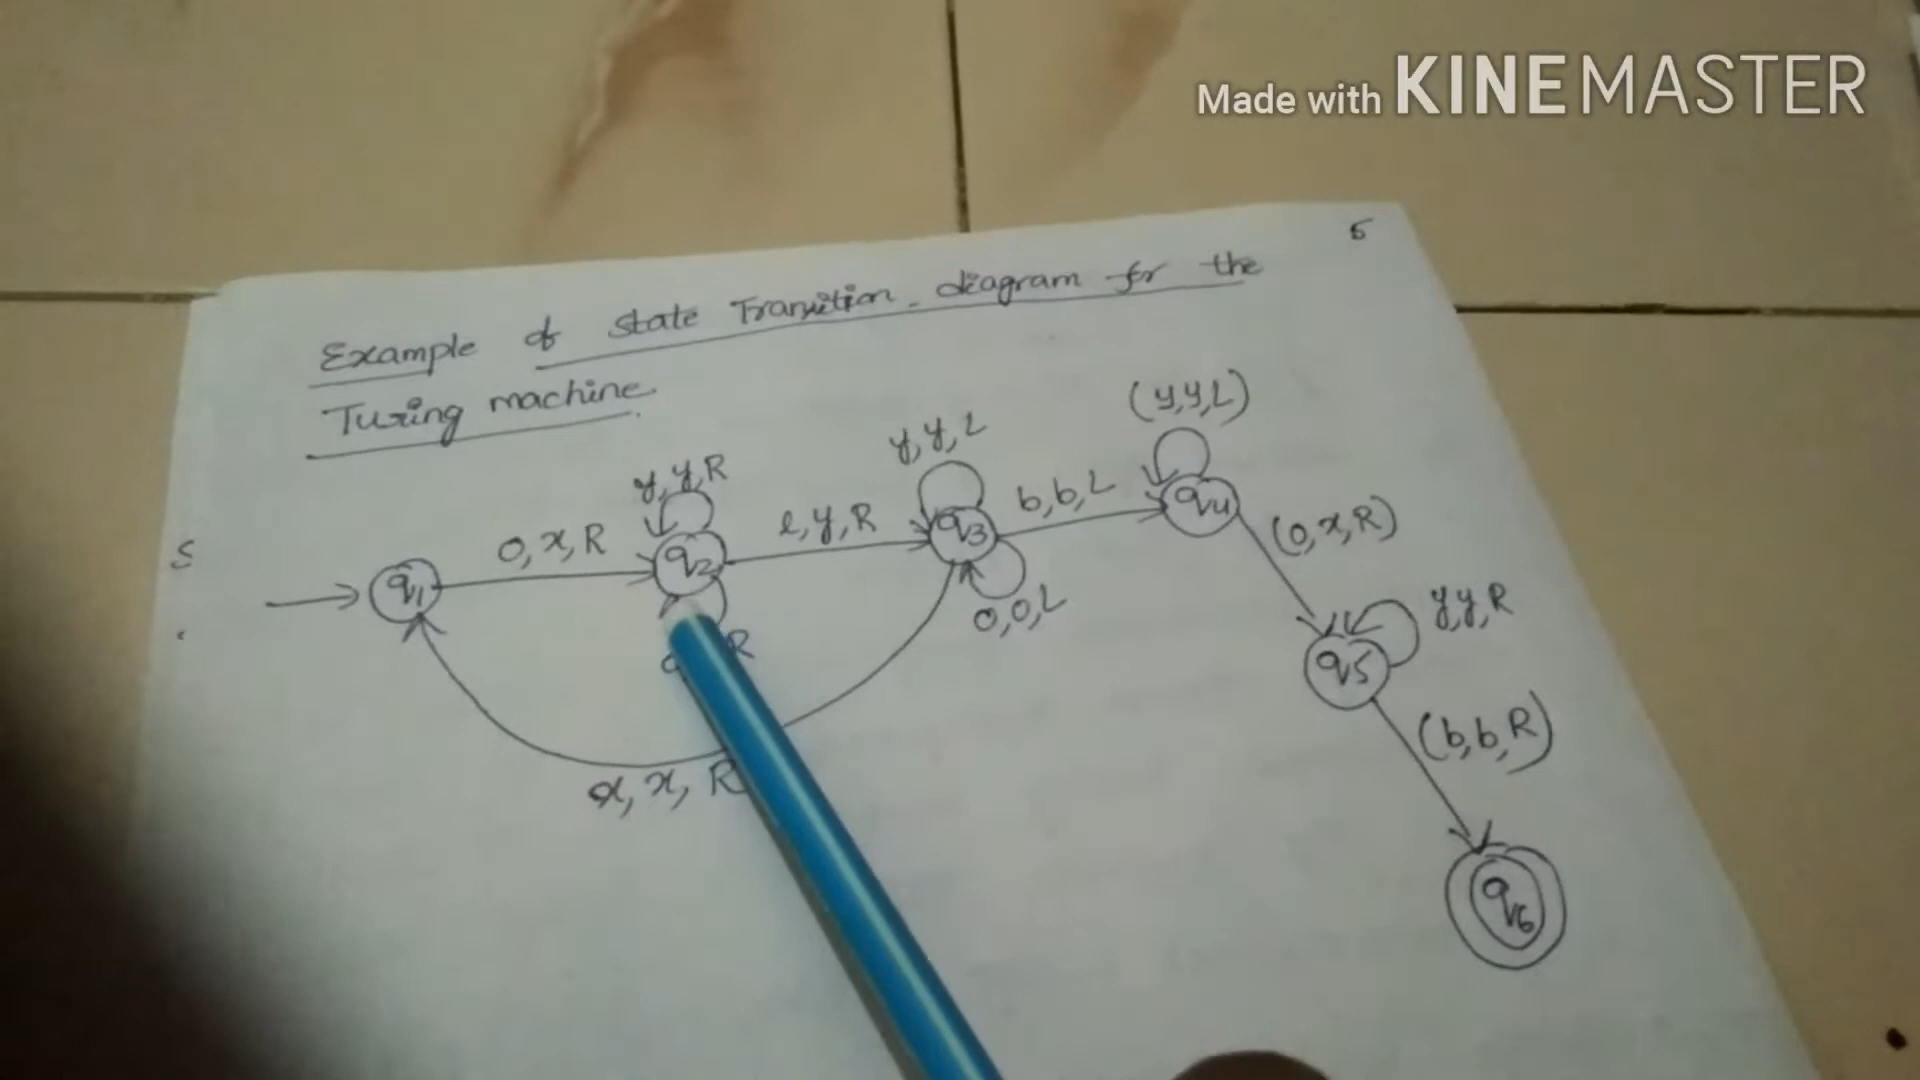 Made with KINEMASTER
5
Example of state Transition diagram for the
Turing machine.
(y,y,L)
y,y,L
y,y,R
b,b,L
q4
1,y,R
q3
(0,x,R)
0,x,R
q2
S
q1
0,0,L
y,y,R
R
q5
(b,b,R)
x,x,R
q6